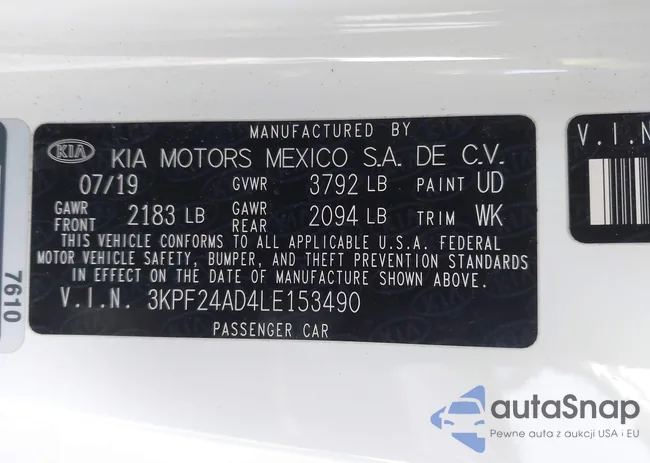 MANUFACTURED BY
KIA KIA MOTORS MEXICO S.A. DE C.V.
07/19 GVWR 3792 LB PAINT UD
GAWR FRONT 2183 LB GAWR REAR 2094 LB TRIM WK
THIS VEHICLE CONFORMS TO ALL APPLICABLE U.S.A. FEDERAL
MOTOR VEHICLE SAFETY, BUMPER, AND THEFT PREVENTION STANDARDS
IN EFFECT ON THE DATE OF MANUFACTURE SHOWN ABOVE.
V.I.N. 3KPF24AD4LE153490
PASSENGER CAR
7610
V.I.N
autaSnap
Pewne auta z aukcji USA i EU